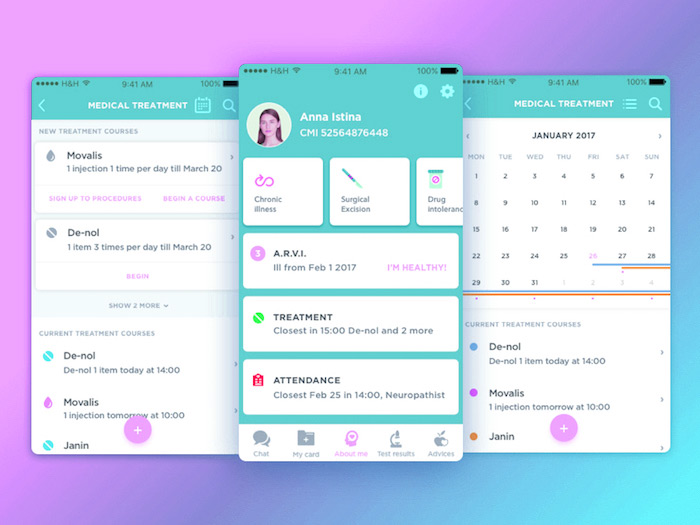 H&H 9:41 AM 100%
MEDICAL TREATMENT
NEW TREATMENT COURSES
Movalis
1 injection 1 time per day till March 20
SIGN UP TO PROCEDURES BEGIN A COURSE
De-nol
1 item 3 times per day till March 20
BEGIN
SHOW 2 MORE
CURRENT TREATMENT COURSES
De-nol
De-nol 1 item today at 14:00
Movalis
1 injection tomorrow at 10:00
Janin
+
H&H 9:41 AM 100%
Anna Istina
CMI 52564876448
Chronic
illness
Surgical
Excision
Drug
intoleranc
3 A.R.V.I.
Ill from Feb 1 2017 I'M HEALTHY!
TREATMENT
Closest in 15:00 De-nol and 2 more
ATTENDANCE
Closest Feb 25 in 14:00, Neuropathist
Chat My card About me Test results Advices
H&H 9:41 AM 100%
MEDICAL TREATMENT
JANUARY 2017
MON TUE WED THU FRI SAT SUN
1 2 3 4 5 6 7
8 9 10 11 12 13 14
15 16 17 18 19 20 21
22 23 24 25 26 27 28
29 30 31 1 2 3 4
CURRENT TREATMENT COURSES
De-nol
De-nol 1 item today at 14:00
Movalis
1 injection tomorrow at 10:00
Janin
+